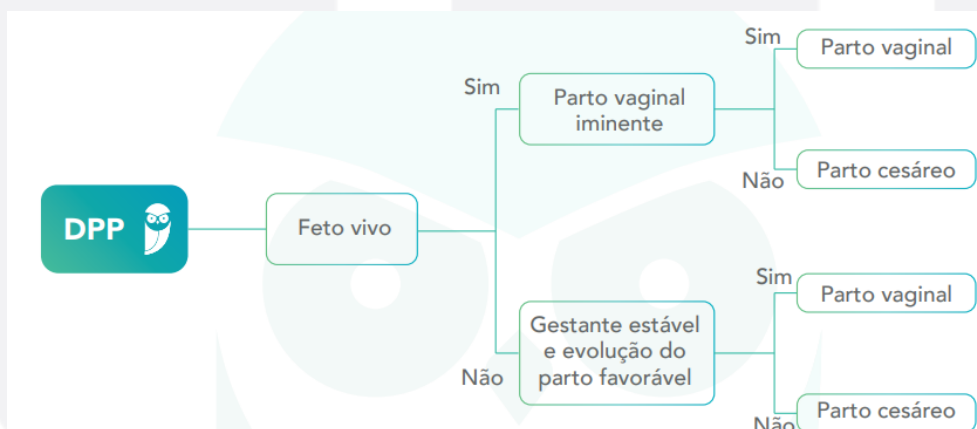 DPP
Feto vivo
Sim
Parto vaginal
iminente
Sim
Parto vaginal
Não
Parto cesáreo
Não
Gestante estável
e evolução do
parto favorável
Sim
Parto vaginal
Não
Parto cesáreo